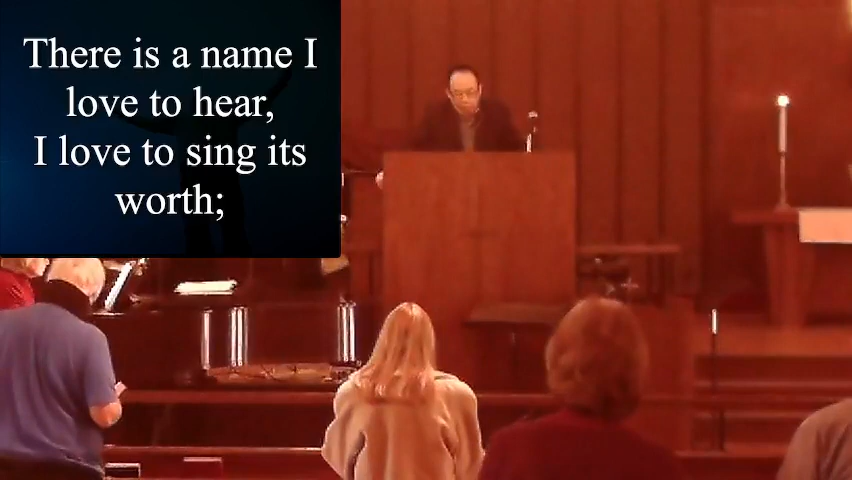 There is a name I
love to hear,
I love to sing its
worth;